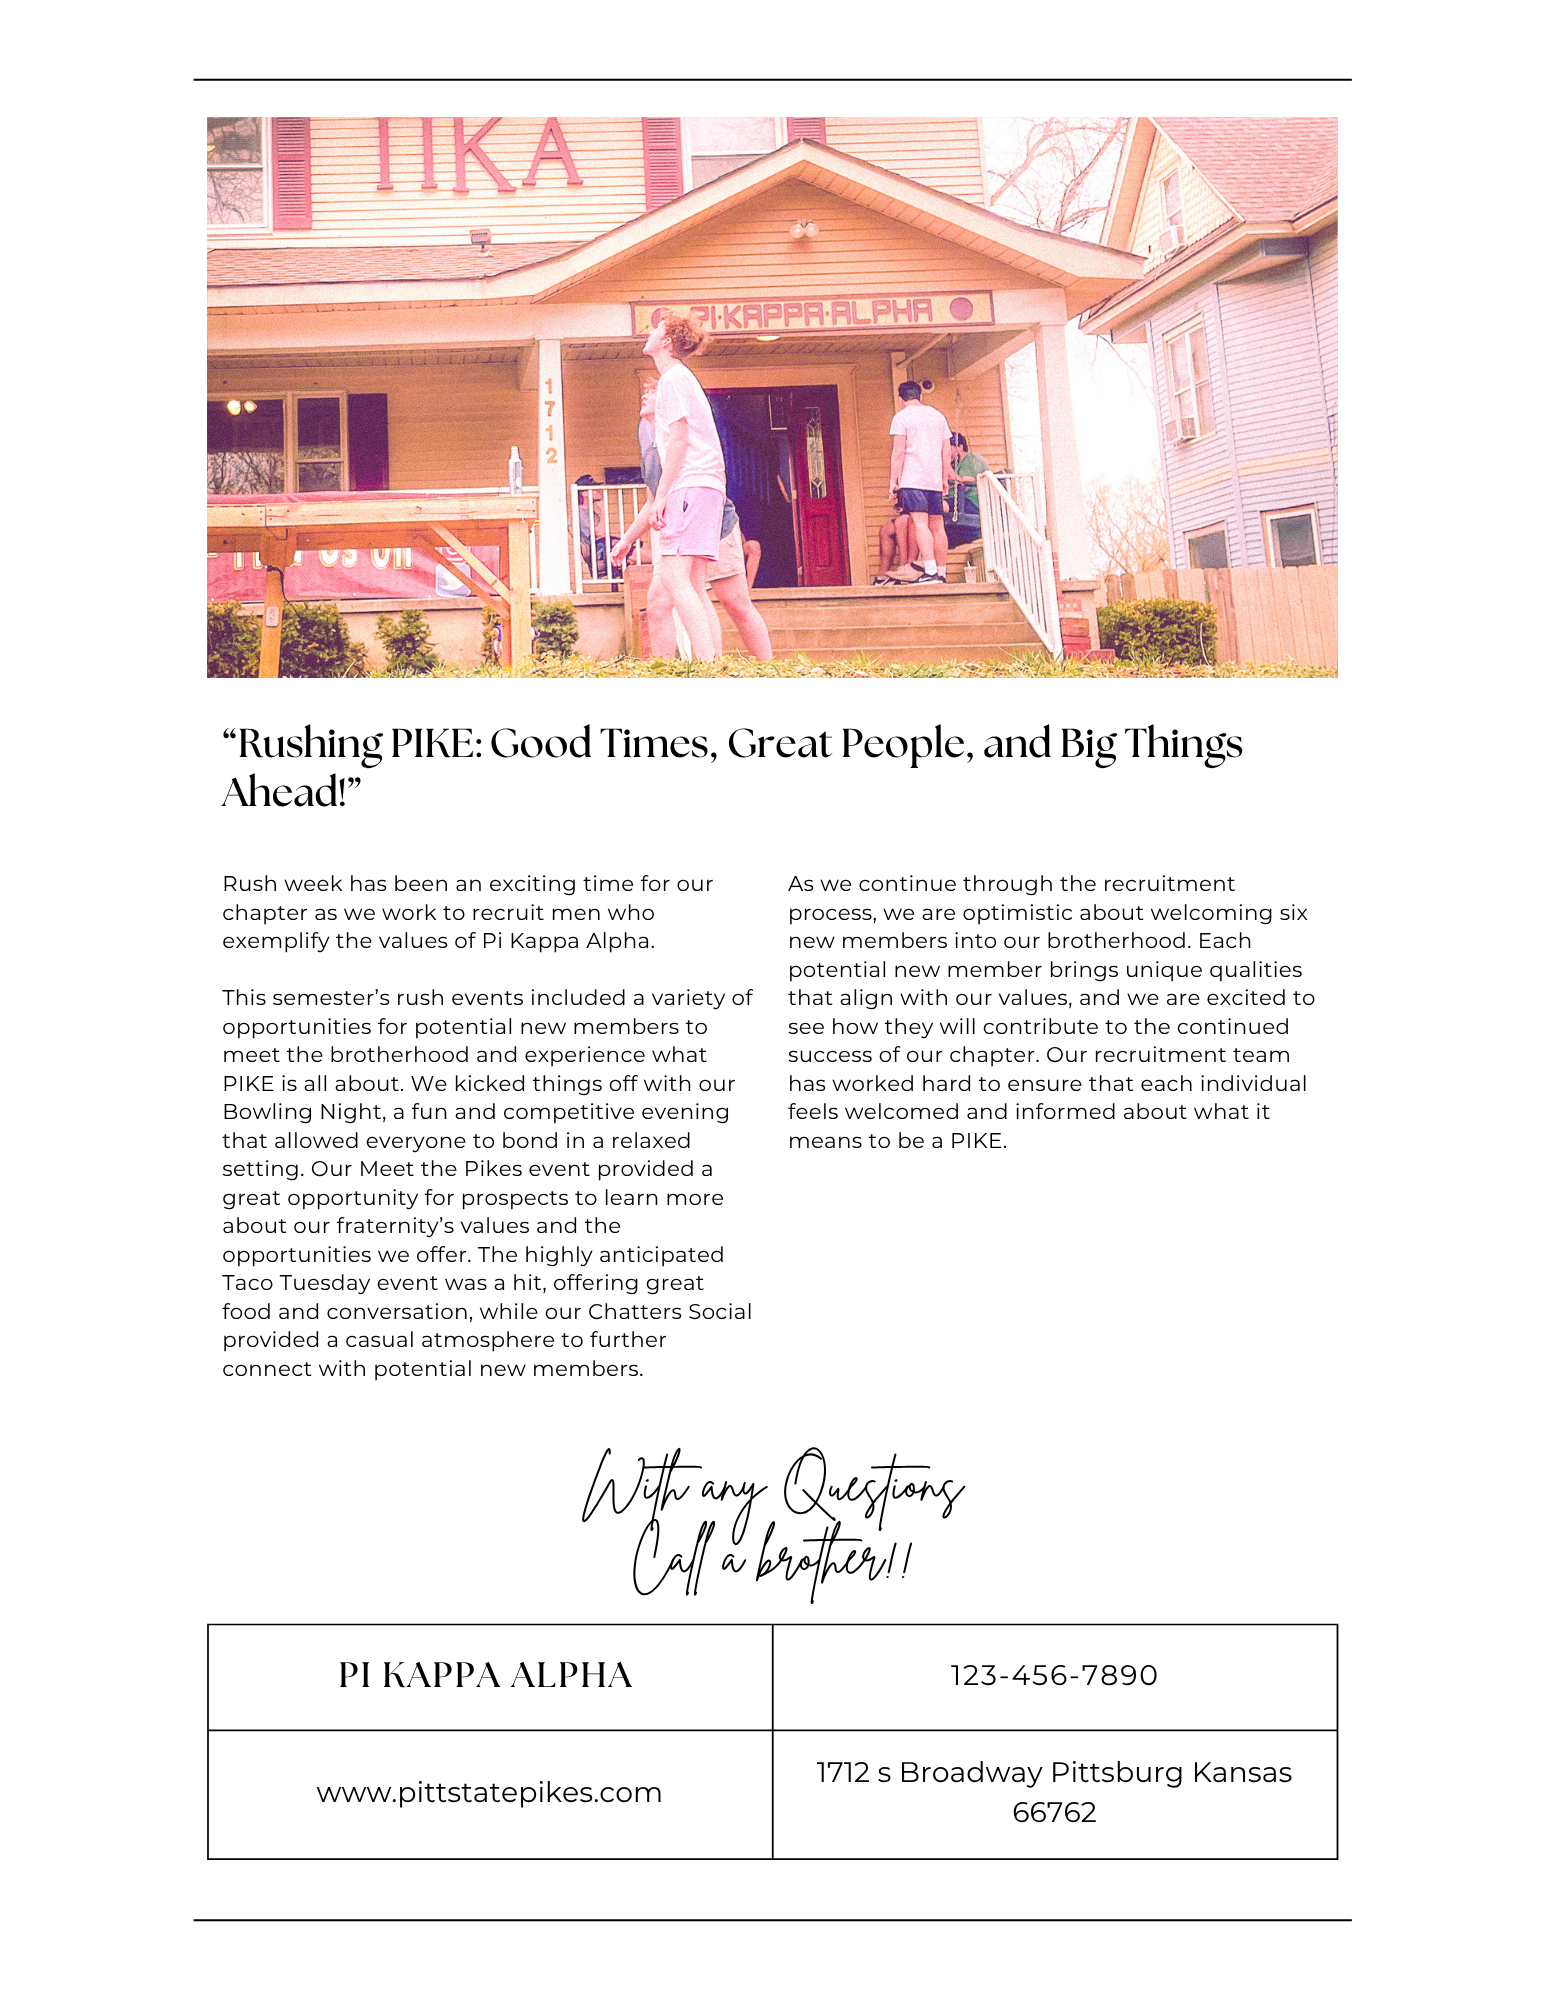 ΠΚΑ
PI·KAPPA·ALPHA
1
7
1
2
“Rushing PIKE: Good Times, Great People, and Big Things
Ahead!”
Rush week has been an exciting time for our
chapter as we work to recruit men who
exemplify the values of Pi Kappa Alpha.
This semester’s rush events included a variety of
opportunities for potential new members to
meet the brotherhood and experience what
PIKE is all about. We kicked things off with our
Bowling Night, a fun and competitive evening
that allowed everyone to bond in a relaxed
setting. Our Meet the Pikes event provided a
great opportunity for prospects to learn more
about our fraternity’s values and the
opportunities we offer. The highly anticipated
Taco Tuesday event was a hit, offering great
food and conversation, while our Chatters Social
provided a casual atmosphere to further
connect with potential new members.
As we continue through the recruitment
process, we are optimistic about welcoming six
new members into our brotherhood. Each
potential new member brings unique qualities
that align with our values, and we are excited to
see how they will contribute to the continued
success of our chapter. Our recruitment team
has worked hard to ensure that each individual
feels welcomed and informed about what it
means to be a PIKE.
With any Questions
Call a brother!!
PI KAPPA ALPHA
123-456-7890
www.pittstatepikes.com
1712 s Broadway Pittsburg Kansas
66762